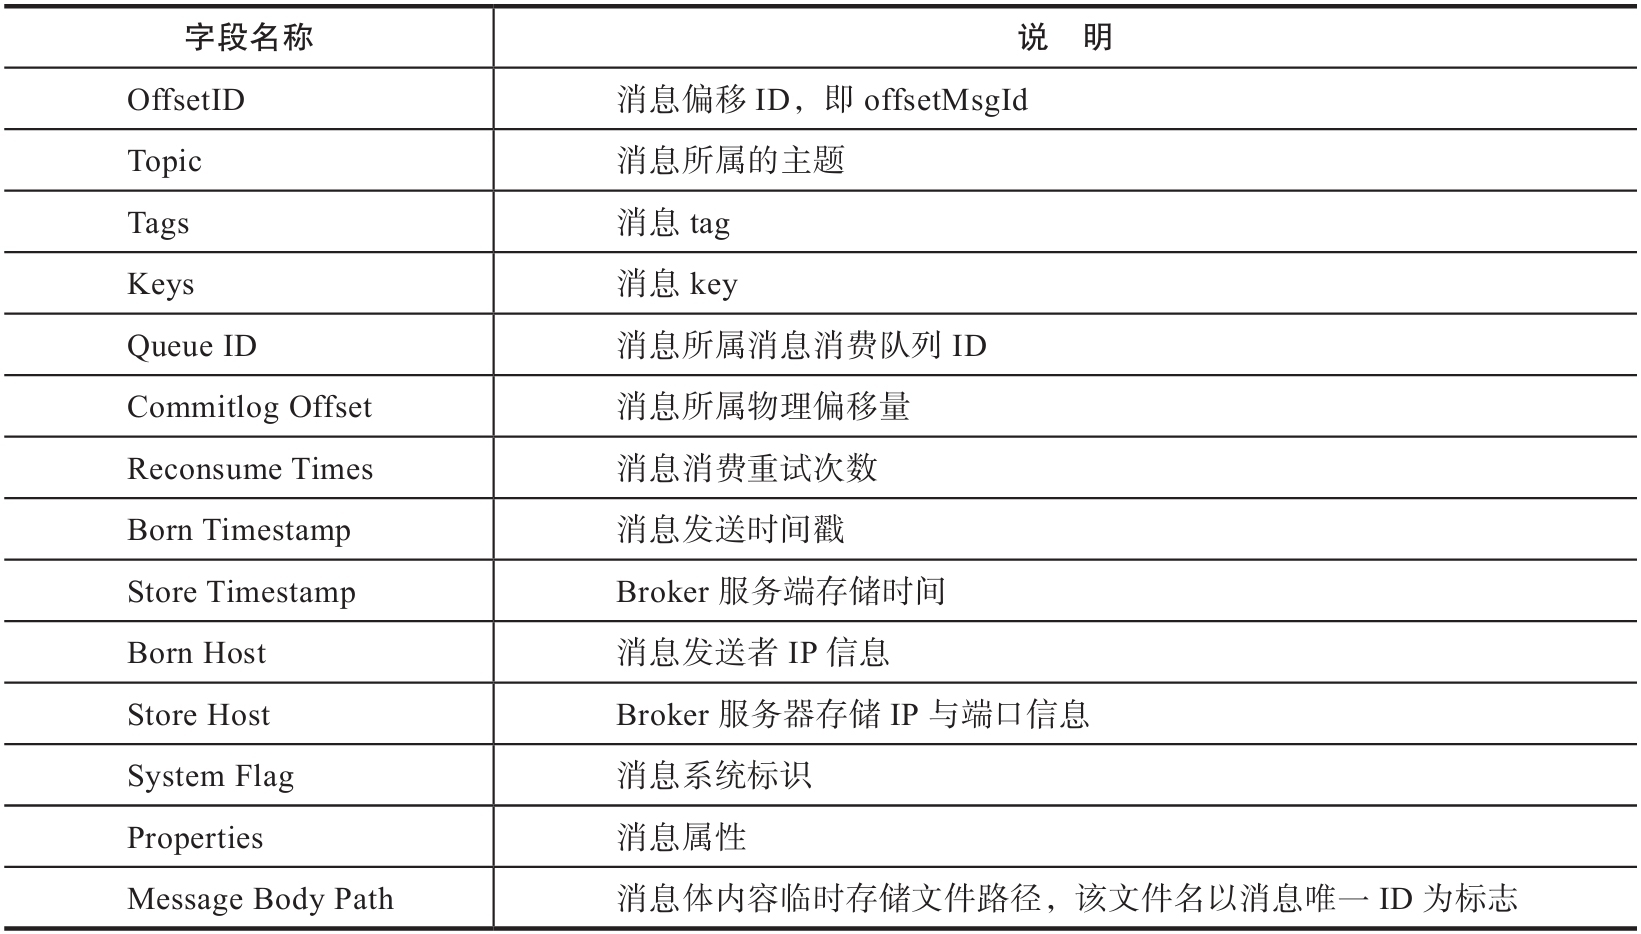 字段名称 说 明
OffsetID 消息偏移 ID，即 offsetMsgId
Topic 消息所属的主题
Tags 消息 tag
Keys 消息 key
Queue ID 消息所属消息消费队列 ID
Commitlog Offset 消息所属物理偏移量
Reconsume Times 消息消费重试次数
Born Timestamp 消息发送时间戳
Store Timestamp Broker 服务端存储时间
Born Host 消息发送者 IP 信息
Store Host Broker 服务器存储 IP 与端口信息
System Flag 消息系统标识
Properties 消息属性
Message Body Path 消息体内容临时存储文件路径，该文件名以消息唯一 ID 为标志